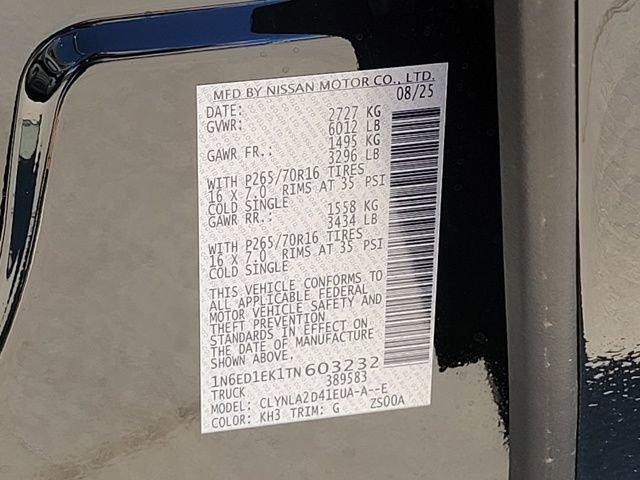 MFD BY NISSAN MOTOR CO., LTD.
DATE: 08/25
GVWR: 2727 KG
6012 LB
GAWR FR.: 1495 KG
3296 LB
WITH P265/70R16 TIRES
16 X 7.0 RIMS AT 35 PSI
COLD SINGLE
GAWR RR.: 1558 KG
3434 LB
WITH P265/70R16 TIRES
16 X 7.0 RIMS AT 35 PSI
COLD SINGLE
THIS VEHICLE CONFORMS TO
ALL APPLICABLE FEDERAL
MOTOR VEHICLE SAFETY AND
THEFT PREVENTION
STANDARDS IN EFFECT ON
THE DATE OF MANUFACTURE
SHOWN ABOVE.
1N6ED1EK1TN603232
TRUCK 389583
MODEL: CLYNLA2D41EUA-A--E
COLOR: KH3 TRIM: G ZS00A